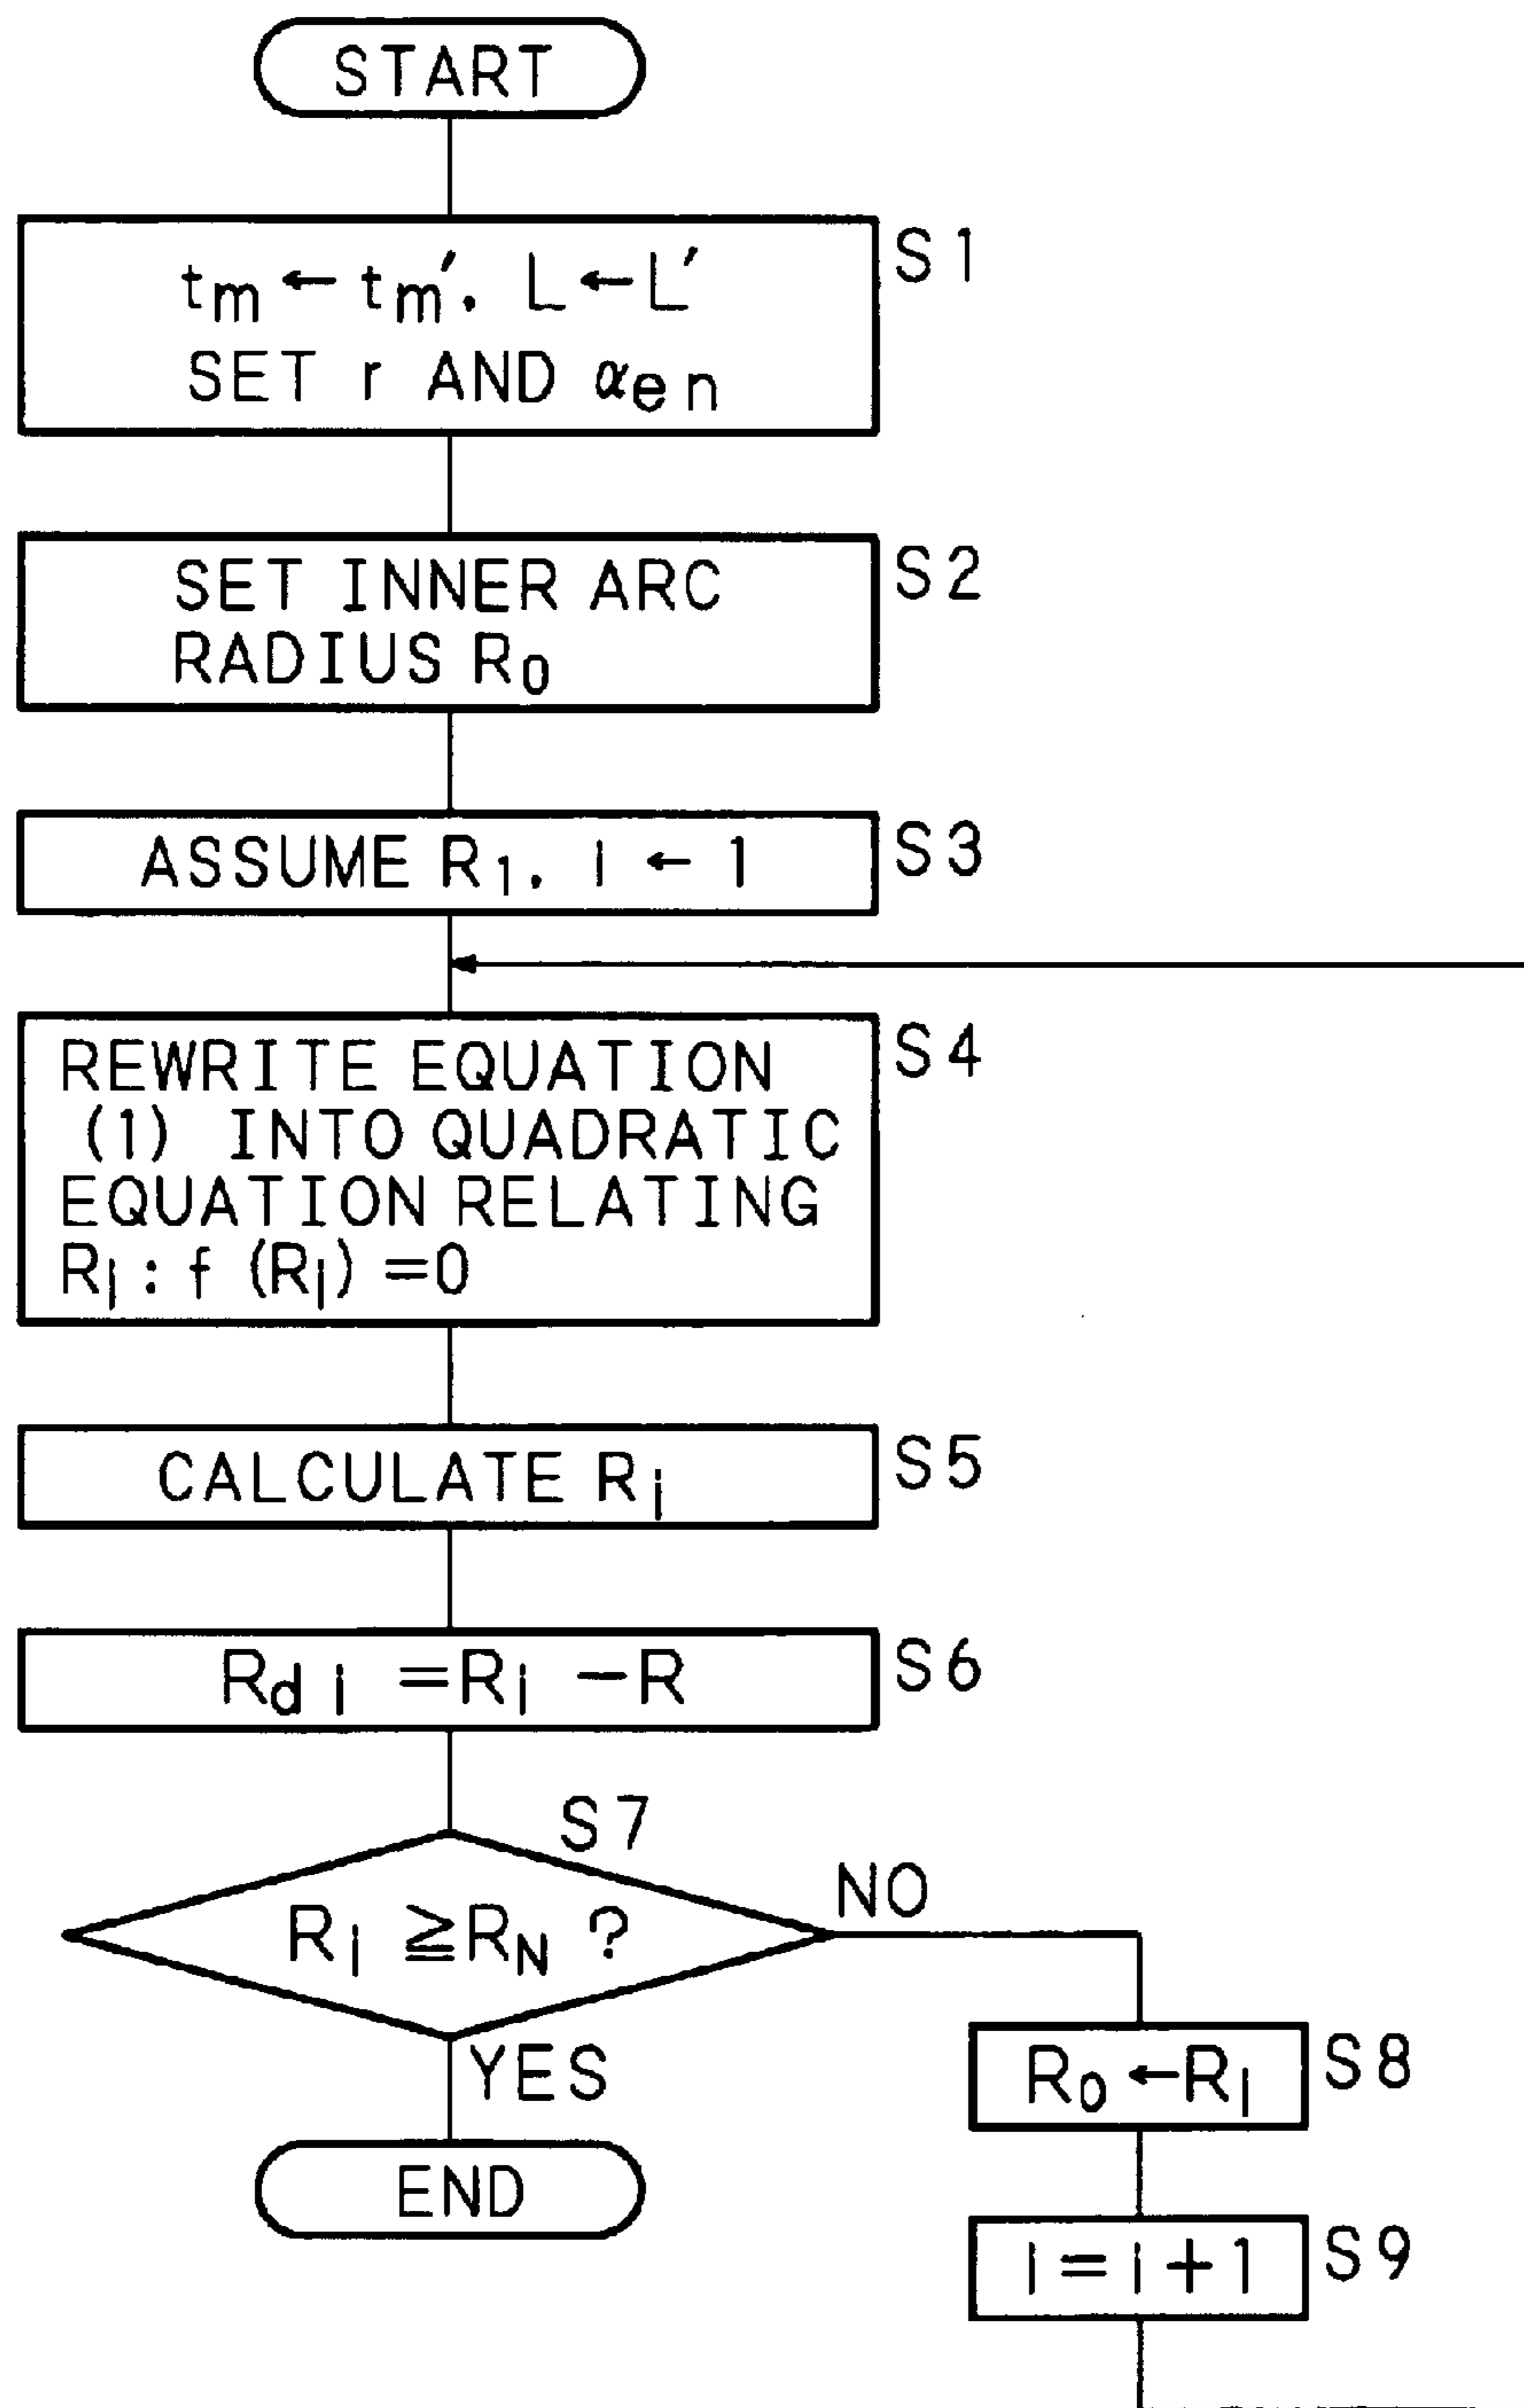 START
tₘ ← tₘ′. L ← L′
SET r AND αₑₙ
S1
SET INNER ARC
RADIUS R₀
S2
ASSUME R₁. i ← 1
S3
REWRITE EQUATION
(1) INTO QUADRATIC
EQUATION RELATING
Rᵢ : f (Rᵢ) =0
S4
CALCULATE Rᵢ
S5
R_d i =Rᵢ −R
S6
S7
Rᵢ ≧R_N ?
NO
YES
END
R₀ ←Rᵢ
S8
i = i +1
S9